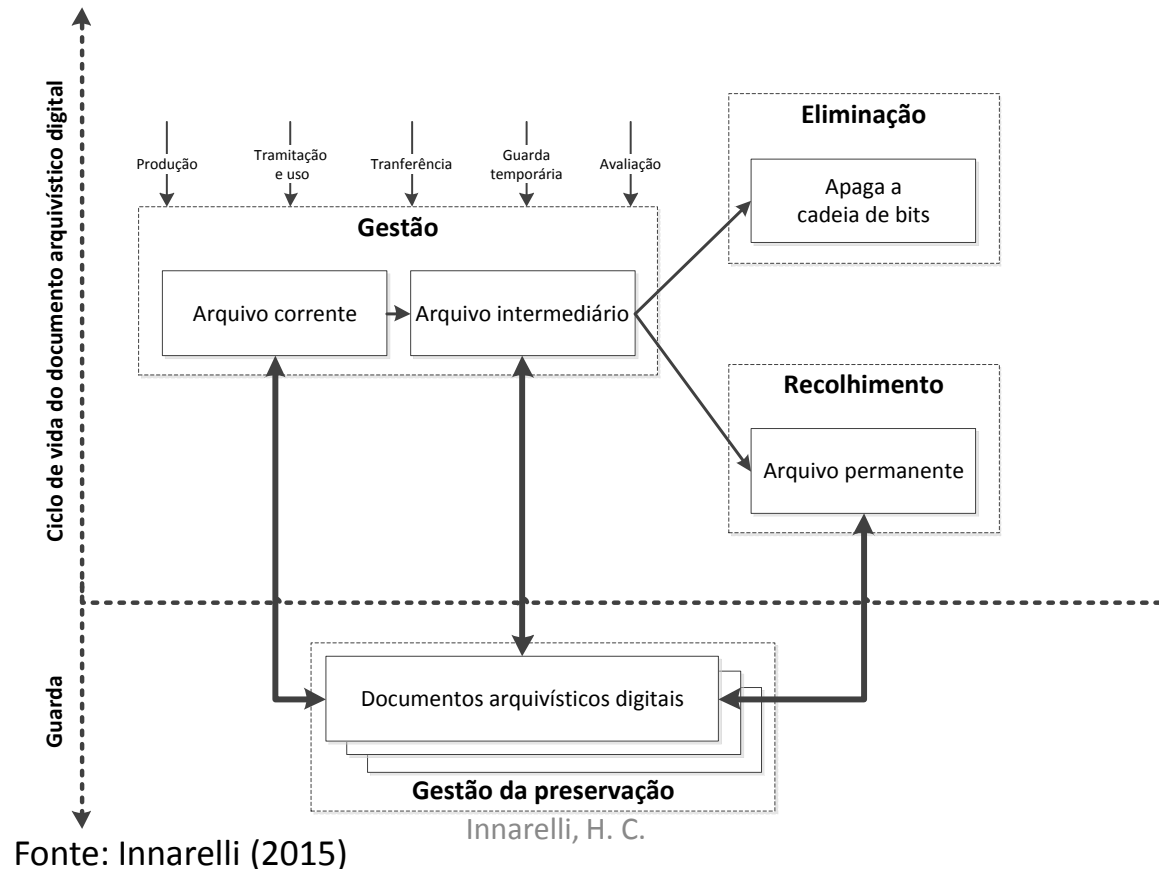 Ciclo de vida do documento arquivístico digital
Produção
Tramitação
e uso
Tranferência
Guarda
temporária
Avaliação
Gestão
Arquivo corrente
Arquivo intermediário
Eliminação
Apaga a
cadeia de bits
Recolhimento
Arquivo permanente
Guarda
Documentos arquivísticos digitais
Gestão da preservação
Innarelli, H. C.
Fonte: Innarelli (2015)